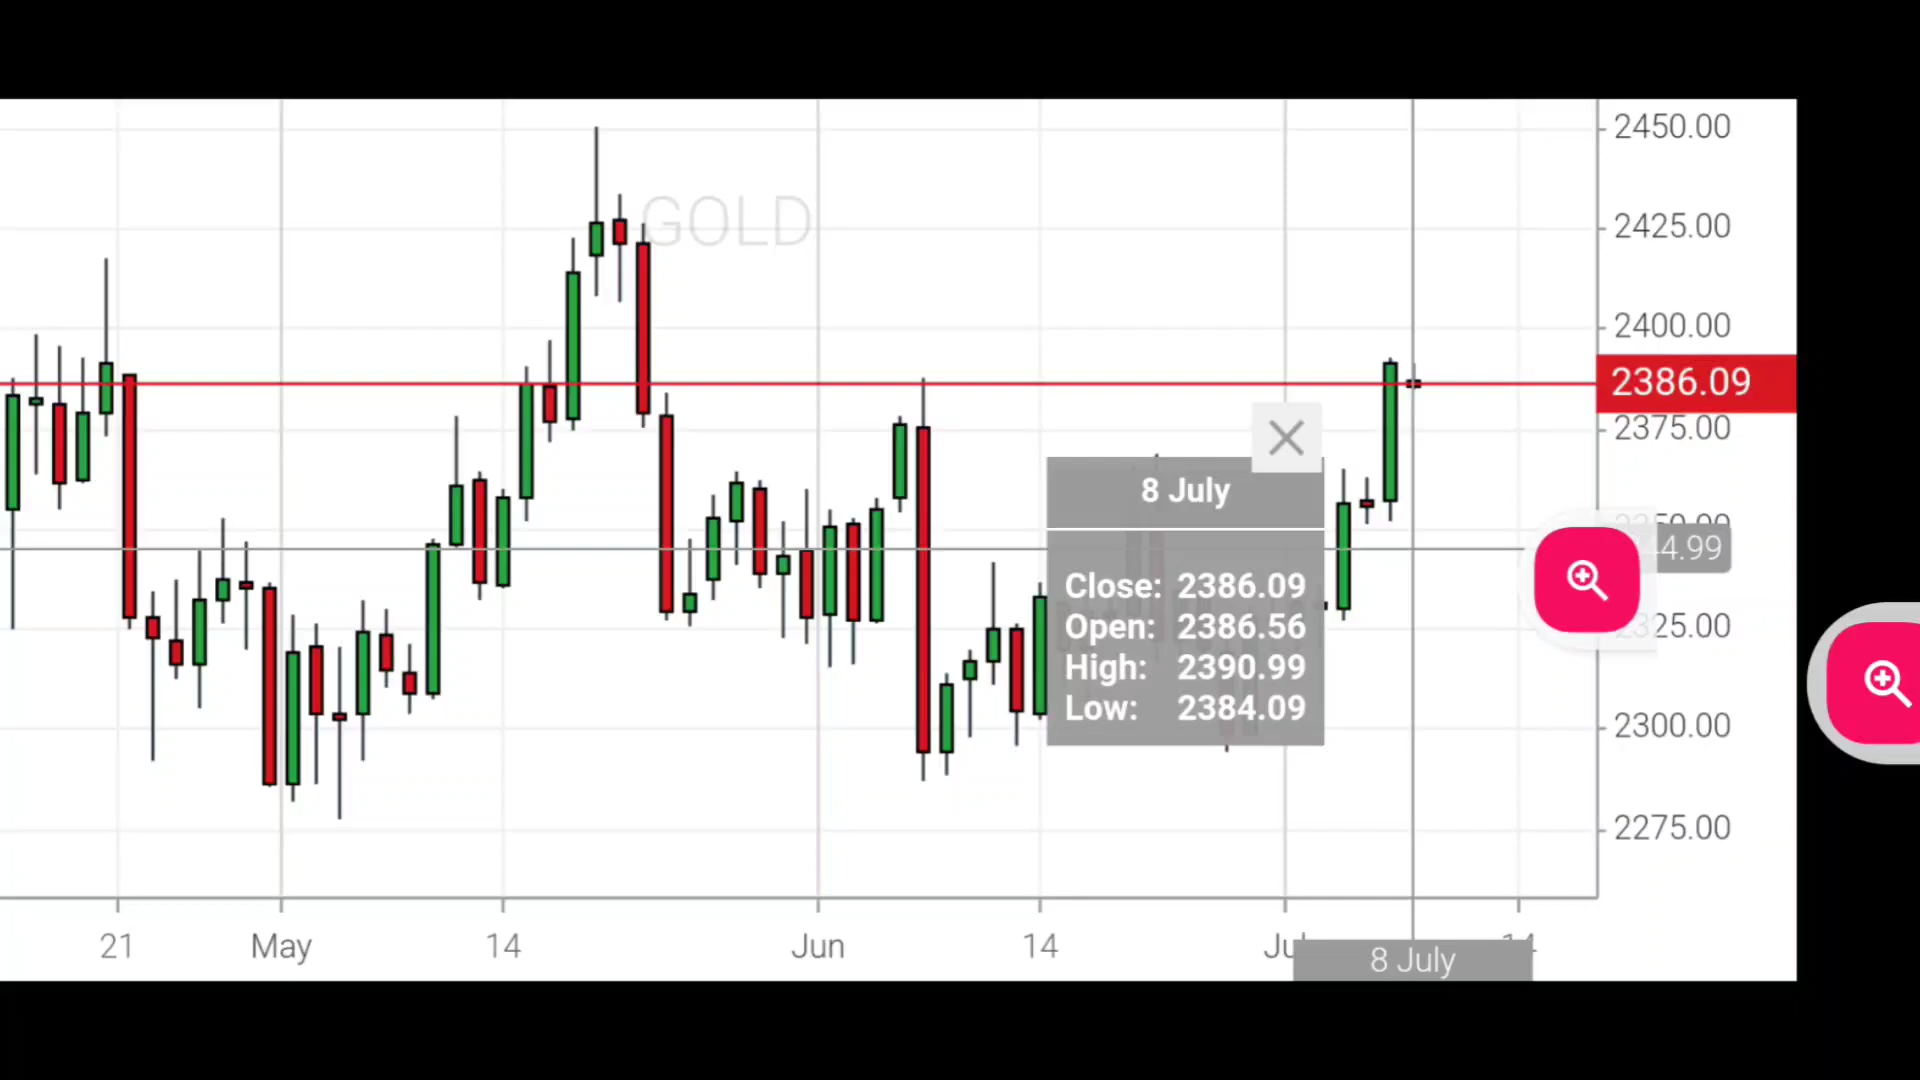 GOLD
2450.00
2425.00
2400.00
2386.09
2375.00
4.99
2325.00
2300.00
2275.00
8 July
Close: 2386.09
Open: 2386.56
High: 2390.99
Low: 2384.09
21
May
14
Jun
14
8 July